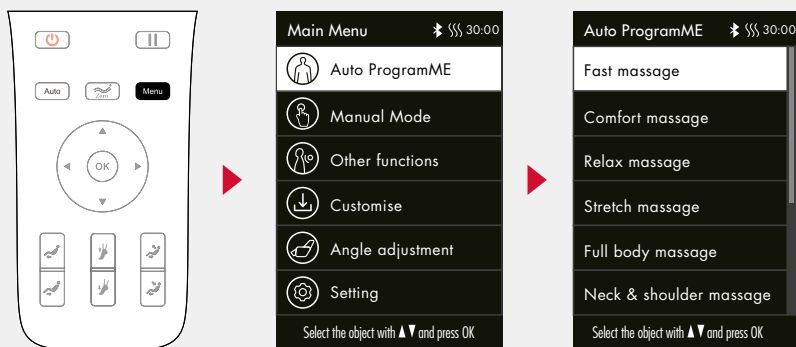 Auto
Zero
Menu
OK
Main Menu 30:00
Auto ProgramME
Manual Mode
Other functions
Customise
Angle adjustment
Setting
Select the object with ▲▼ and press OK
Auto ProgramME 30:00
Fast massage
Comfort massage
Relax massage
Stretch massage
Full body massage
Neck & shoulder massage
Select the object with ▲▼ and press OK